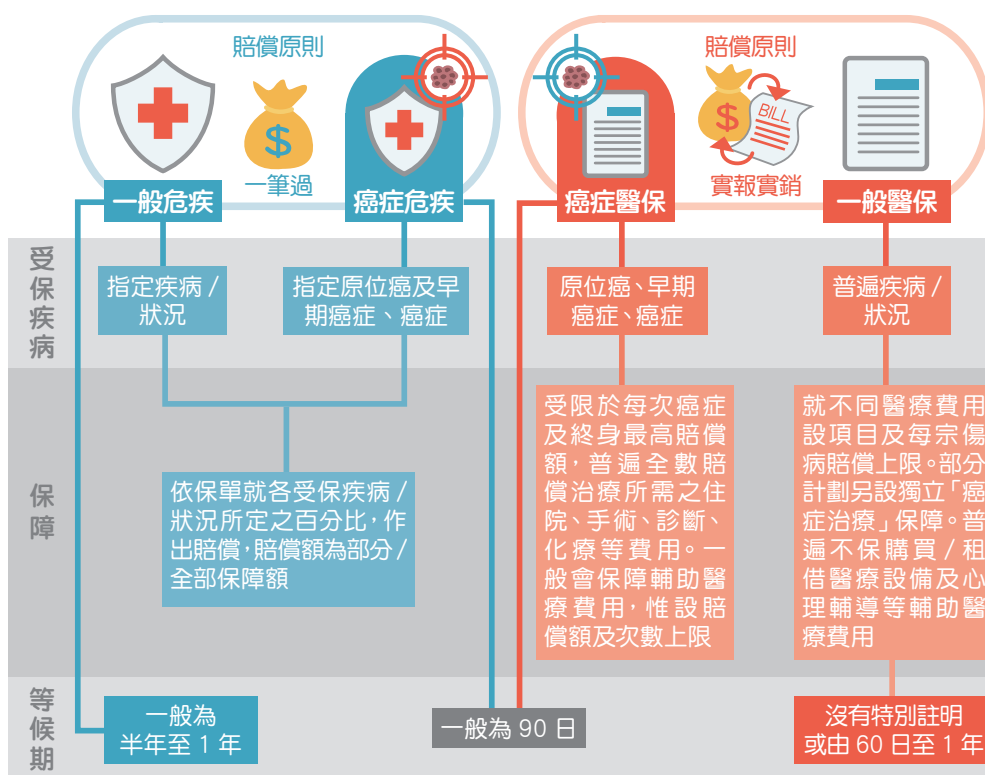 賠償原則
$
一筆過
一般危疾
癌症危疾
賠償原則
$
BILL
實報實銷
癌症醫保
一般醫保
受保疾病
指定疾病 /
狀況
指定原位癌及早
期癌症、癌症
原位癌、早期
癌症、癌症
普遍疾病 /
狀況
保障
依保單就各受保疾病 /
狀況所定之百分比,作
出賠償,賠償額為部分 /
全部保障額
受限於每次癌症
及終身最高賠償
額,普遍全數賠
償治療所需之住
院、手術、診斷、
化療等費用。一
般會保障輔助醫
療費用,惟設賠
償額及次數上限
就不同醫療費用
設項目及每宗傷
病賠償上限。部分
計劃另設獨立「癌
症治療」保障。普
遍不保購買 / 租
借醫療設備及心
理輔導等輔助醫
療費用
等候期
一般為
半年至 1 年
一般為 90 日
沒有特別註明
或由 60 日至 1 年